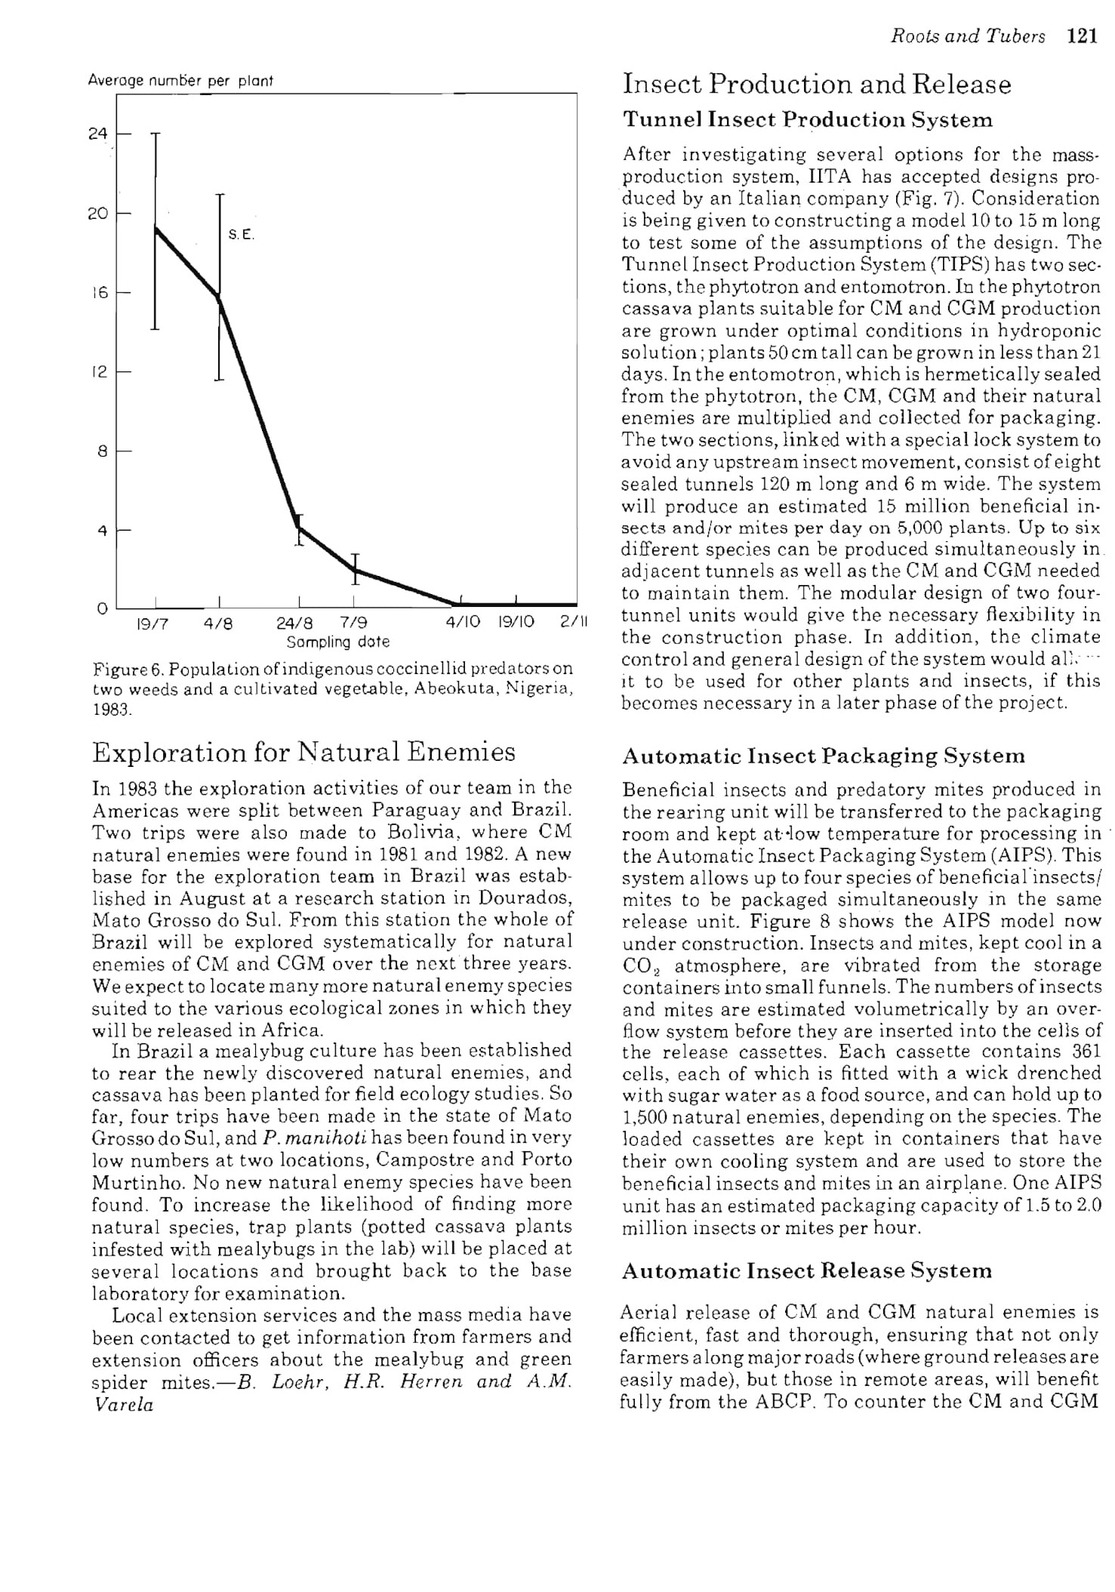 Roots and Tubers 121
Average number per plant
24
20
16
12
8
4
0
S.E.
19/7 4/8 24/8 7/9 4/10 19/10 2/11
Sampling date
Figure 6. Population of indigenous coccinellid predators on
two weeds and a cultivated vegetable, Abeokuta, Nigeria,
1983.
Exploration for Natural Enemies
In 1983 the exploration activities of our team in the
Americas were split between Paraguay and Brazil.
Two trips were also made to Bolivia, where CM
natural enemies were found in 1981 and 1982. A new
base for the exploration team in Brazil was estab-
lished in August at a research station in Dourados,
Mato Grosso do Sul. From this station the whole of
Brazil will be explored systematically for natural
enemies of CM and CGM over the next three years.
We expect to locate many more natural enemy species
suited to the various ecological zones in which they
will be released in Africa.
In Brazil a mealybug culture has been established
to rear the newly discovered natural enemies, and
cassava has been planted for field ecology studies. So
far, four trips have been made in the state of Mato
Grosso do Sul, and P. manihoti has been found in very
low numbers at two locations, Campostre and Porto
Murtinho. No new natural enemy species have been
found. To increase the likelihood of finding more
natural species, trap plants (potted cassava plants
infested with mealybugs in the lab) will be placed at
several locations and brought back to the base
laboratory for examination.
Local extension services and the mass media have
been contacted to get information from farmers and
extension officers about the mealybug and green
spider mites.—B. Loehr, H.R. Herren and A.M.
Varela
Insect Production and Release
Tunnel Insect Production System
After investigating several options for the mass-
production system, IITA has accepted designs pro-
duced by an Italian company (Fig. 7). Consideration
is being given to constructing a model 10 to 15 m long
to test some of the assumptions of the design. The
Tunnel Insect Production System (TIPS) has two sec-
tions, the phytotron and entomotron. In the phytotron
cassava plants suitable for CM and CGM production
are grown under optimal conditions in hydroponic
solution; plants 50 cm tall can be grown in less than 21
days. In the entomotron, which is hermetically sealed
from the phytotron, the CM, CGM and their natural
enemies are multiplied and collected for packaging.
The two sections, linked with a special lock system to
avoid any upstream insect movement, consist of eight
sealed tunnels 120 m long and 6 m wide. The system
will produce an estimated 15 million beneficial in-
sects and/or mites per day on 5,000 plants. Up to six
different species can be produced simultaneously in
adjacent tunnels as well as the CM and CGM needed
to maintain them. The modular design of two four-
tunnel units would give the necessary flexibility in
the construction phase. In addition, the climate
control and general design of the system would
it to be used for other plants and insects, if this
becomes necessary in a later phase of the project.
Automatic Insect Packaging System
Beneficial insects and predatory mites produced in
the rearing unit will be transferred to the packaging
room and kept at low temperature for processing in
the Automatic Insect Packaging System (AIPS). This
system allows up to four species of beneficial insects/
mites to be packaged simultaneously in the same
release unit. Figure 8 shows the AIPS model now
under construction. Insects and mites, kept cool in a
CO₂ atmosphere, are vibrated from the storage
containers into small funnels. The numbers of insects
and mites are estimated volumetrically by an over-
flow system before they are inserted into the cells of
the release cassettes. Each cassette contains 361
cells, each of which is fitted with a wick drenched
with sugar water as a food source, and can hold up to
1,500 natural enemies, depending on the species. The
loaded cassettes are kept in containers that have
their own cooling system and are used to store the
beneficial insects and mites in an airplane. One AIPS
unit has an estimated packaging capacity of 1.5 to 2.0
million insects or mites per hour.
Automatic Insect Release System
Aerial release of CM and CGM natural enemies is
efficient, fast and thorough, ensuring that not only
farmers along major roads (where ground releases are
easily made), but those in remote areas, will benefit
fully from the ABCP. To counter the CM and CGM